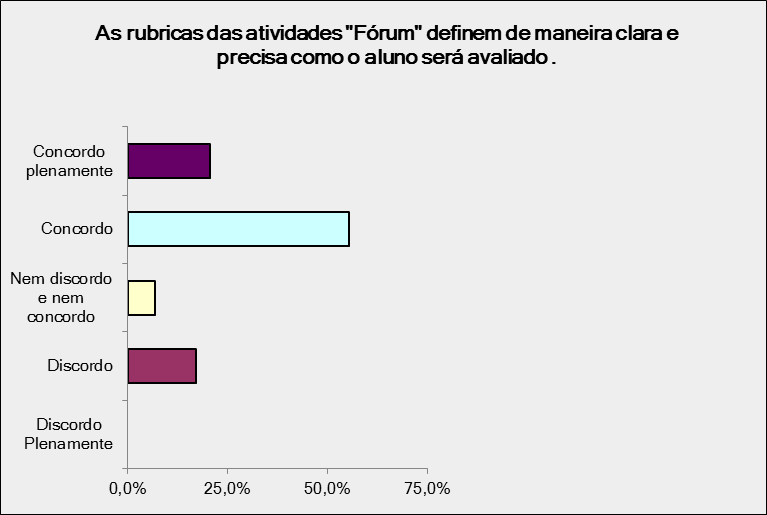 As rubricas das atividades "Fórum" definem de maneira clara e
precisa como o aluno será avaliado .
Concordo
plenamente
Concordo
Nem discordo
e nem
concordo
Discordo
Discordo
Plenamente
0,0%
25,0%
50,0%
75,0%